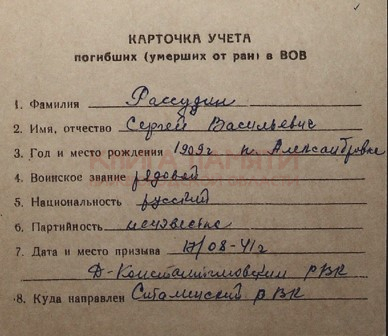 КАРТОЧКА УЧЕТА
погибших (умерших от ран) в ВОВ
1. Фамилия Рассудин
2. Имя, отчество Сергей Васильевич
3. Год и место рождения 1909г п. Александровка
4. Воинское звание рядовой
5. Национальность русский
6. Партийность неизвестно
7. Дата и место призыва 17/08-41г
Д-Константиновский РВК
8. Куда направлен РВК